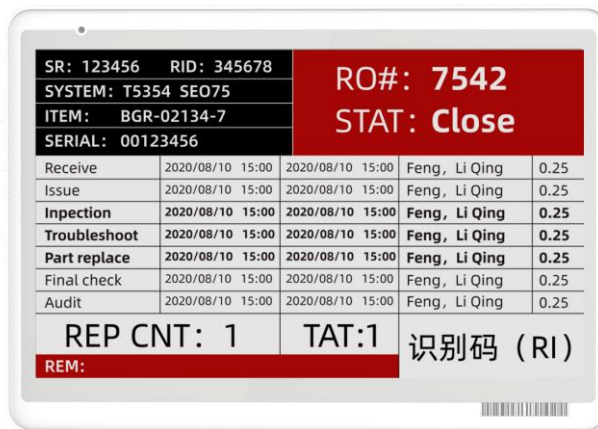 SR: 123456 RID: 345678
SYSTEM: T5354 SEO75
ITEM: BGR-02134-7
SERIAL: 00123456
RO#: 7542
STAT: Close
Receive 2020/08/10 15:00 2020/08/10 15:00 Feng, Li Qing 0.25
Issue 2020/08/10 15:00 2020/08/10 15:00 Feng, Li Qing 0.25
Inpection 2020/08/10 15:00 2020/08/10 15:00 Feng, Li Qing 0.25
Troubleshoot 2020/08/10 15:00 2020/08/10 15:00 Feng, Li Qing 0.25
Part replace 2020/08/10 15:00 2020/08/10 15:00 Feng, Li Qing 0.25
Final check 2020/08/10 15:00 2020/08/10 15:00 Feng, Li Qing 0.25
Audit 2020/08/10 15:00 2020/08/10 15:00 Feng, Li Qing 0.25
REP CNT: 1 TAT:1 识别码（RI）
REM: